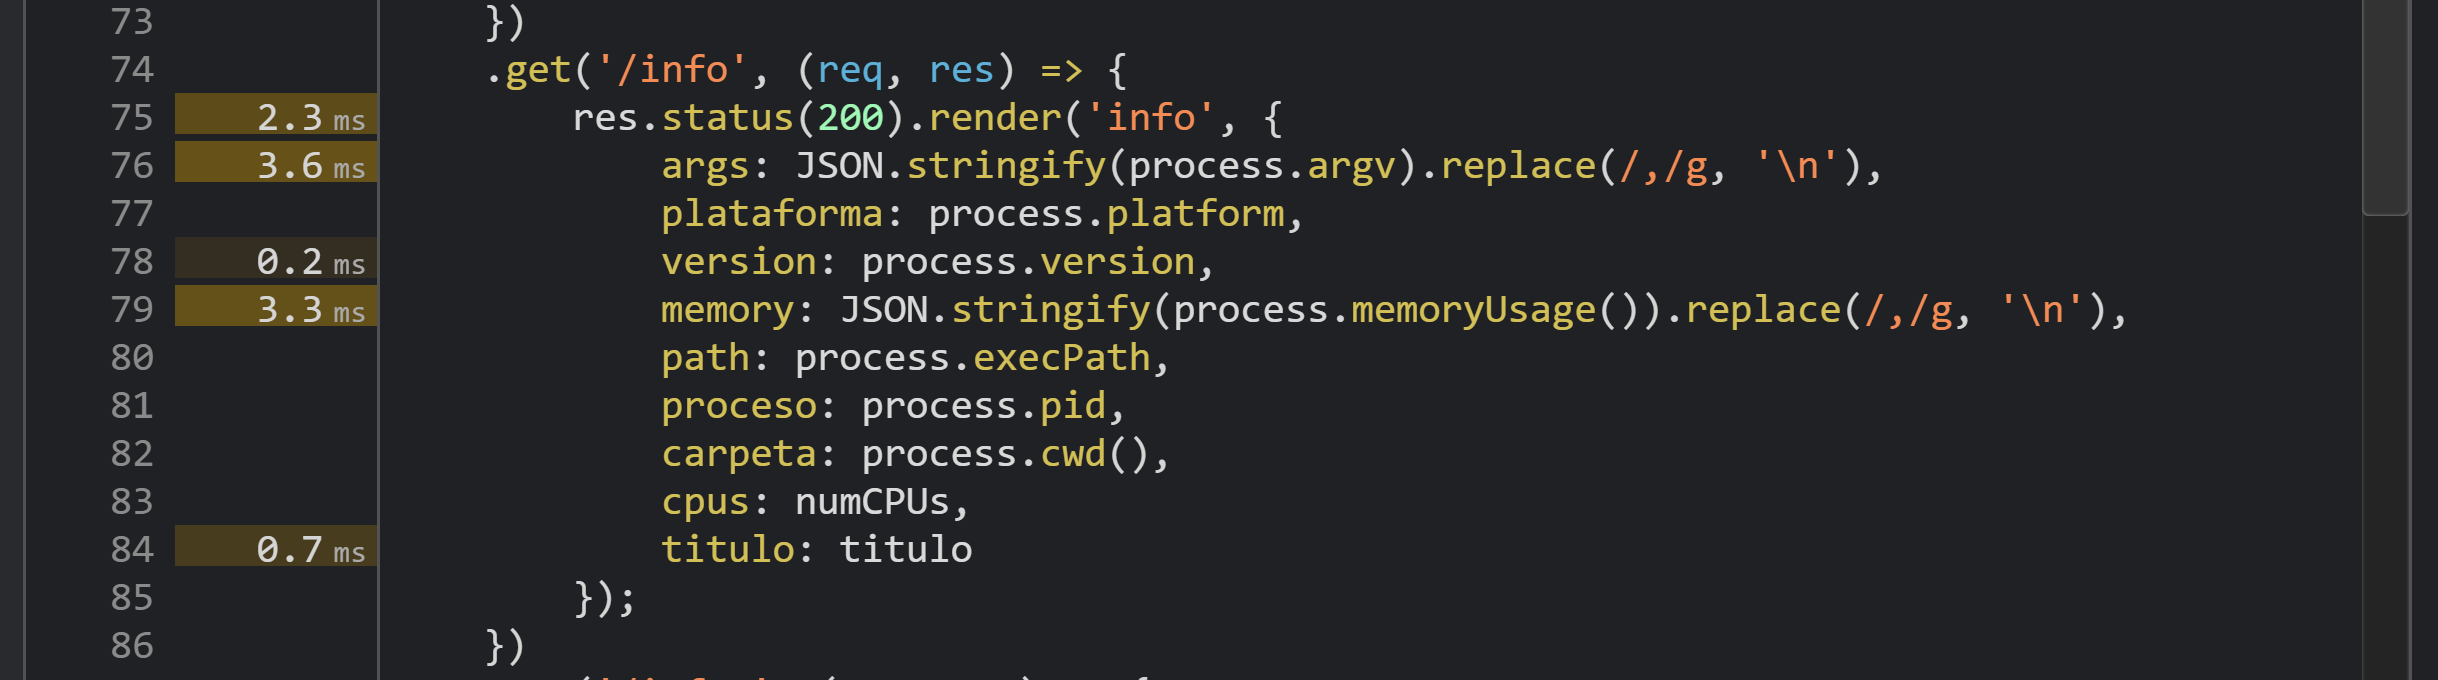 73 })
74 .get('/info', (req, res) => {
75 2.3 ms res.status(200).render('info', {
76 3.6 ms args: JSON.stringify(process.argv).replace(/,/g, '\n'),
77 plataforma: process.platform,
78 0.2 ms version: process.version,
79 3.3 ms memory: JSON.stringify(process.memoryUsage()).replace(/,/g, '\n'),
80 path: process.execPath,
81 proceso: process.pid,
82 carpeta: process.cwd(),
83 cpus: numCPUs,
84 0.7 ms titulo: titulo
85 });
86 })